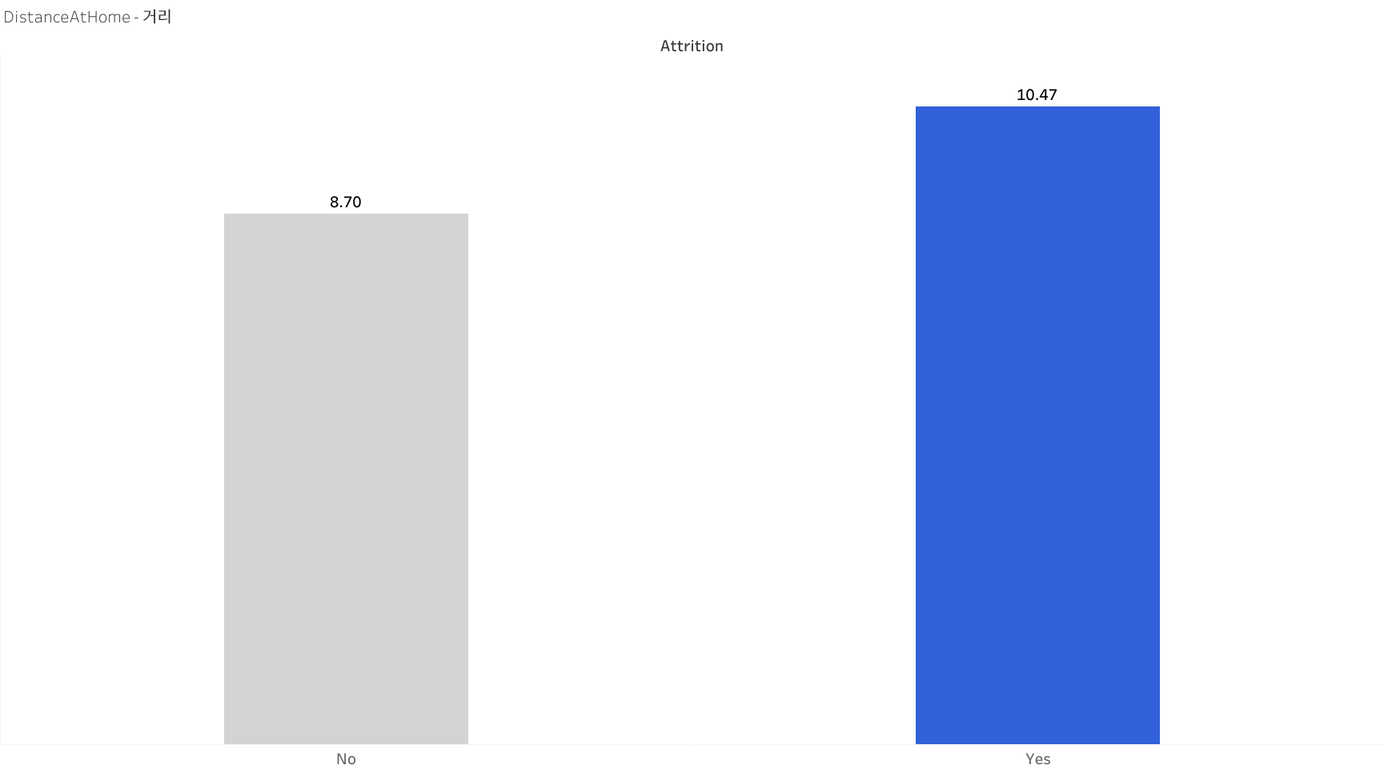 DistanceAtHome - 거리
Attrition
10.47
8.70
No
Yes